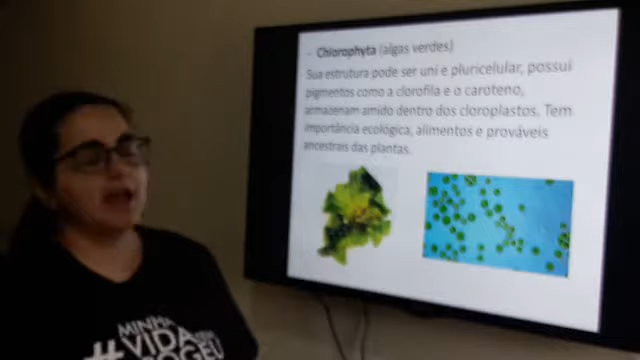 - Chlorophyta (algas verdes)
Sua estrutura pode ser uni e pluricelular, possui
pigmentos como a clorofila e o caroteno,
armazenam amido dentro dos cloroplastos. Tem
importância ecológica, alimentos e prováveis
ancestrais das plantas.
MINHA
#VIDA